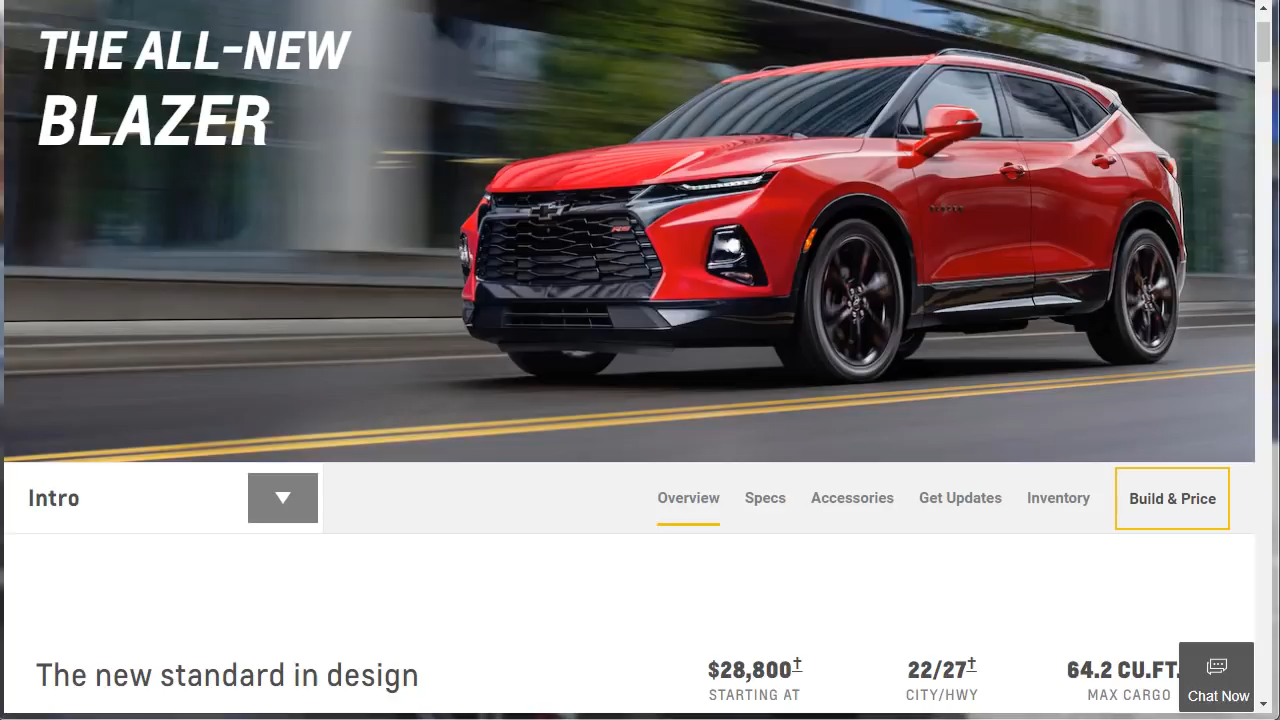 THE ALL-NEW
BLAZER
Intro
Overview Specs Accessories Get Updates Inventory Build & Price
The new standard in design
$28,800†
STARTING AT
22/27†
CITY/HWY
64.2 CU.FT.
MAX CARGO
Chat Now